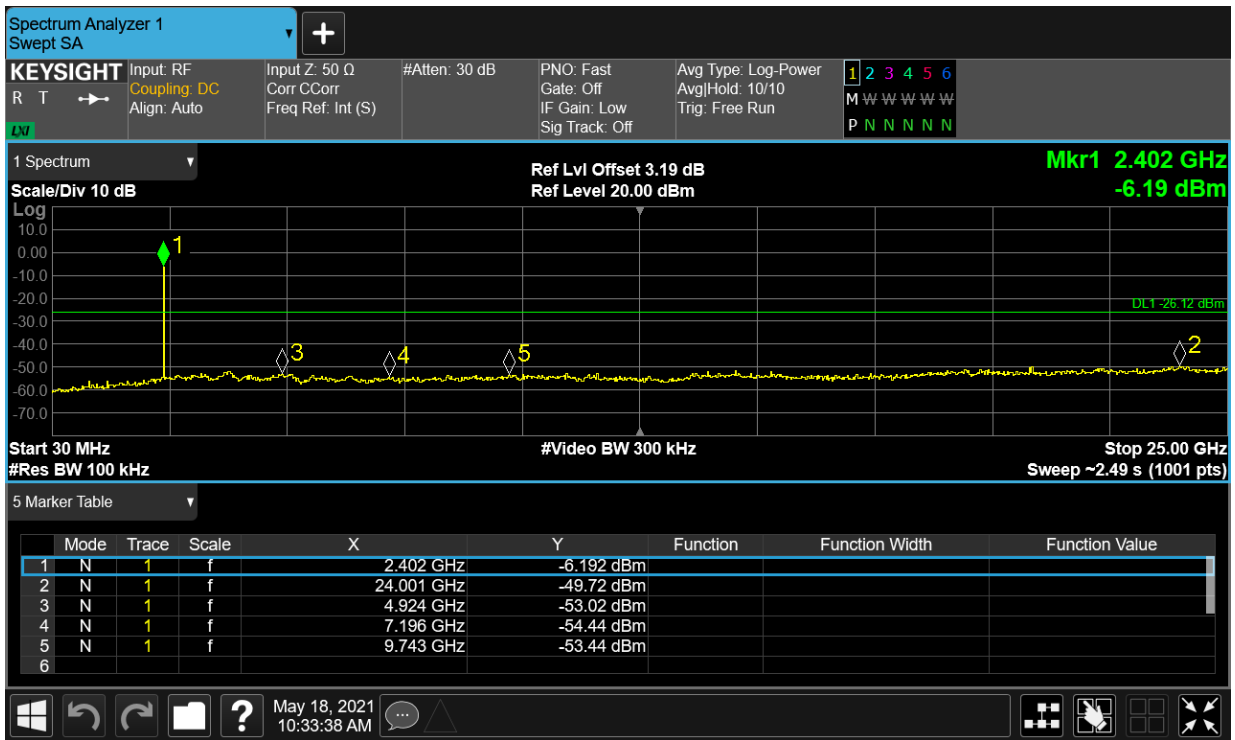 Spectrum Analyzer 1
Swept SA
+
KEYSIGHT
R T
LXI
Input: RF
Coupling: DC
Align: Auto
Input Z: 50 Ω
Corr CCorr
Freq Ref: Int (S)
#Atten: 30 dB
PNO: Fast
Gate: Off
IF Gain: Low
Sig Track: Off
Avg Type: Log-Power
Avg|Hold: 10/10
Trig: Free Run
1 2 3 4 5 6
M W W W W W
P N N N N N
1 Spectrum
Scale/Div 10 dB
Ref Lvl Offset 3.19 dB
Ref Level 20.00 dBm
Mkr1 2.402 GHz
-6.19 dBm
Log
10.0
0.00
-10.0
-20.0
-30.0
-40.0
-50.0
-60.0
-70.0
1
DL1 -26.12 dBm
3
4
5
2
Start 30 MHz
#Res BW 100 kHz
#Video BW 300 kHz
Stop 25.00 GHz
Sweep ~2.49 s (1001 pts)
5 Marker Table
Mode Trace Scale X Y Function Function Width Function Value
1 N 1 f 2.402 GHz -6.192 dBm
2 N 1 f 24.001 GHz -49.72 dBm
3 N 1 f 4.924 GHz -53.02 dBm
4 N 1 f 7.196 GHz -54.44 dBm
5 N 1 f 9.743 GHz -53.44 dBm
6
?
May 18, 2021
10:33:38 AM